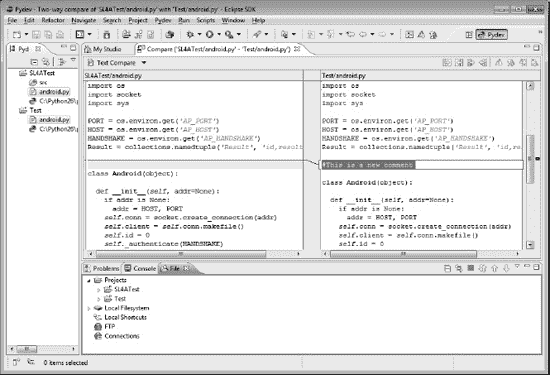 Pydev - Two-way compare of 'SL4ATest/android.py' with 'Test/android.py' - Eclipse SDK
File Edit Refactoring Navigate Search Project Pydev Run Scripts Window Help
Pydev
Pyd
SL4ATest
src
android.py
C:\Python26\
Test
android.py
C:\Python26\
My Studio
Compare ('SL4ATest/android.py' - 'Test/android.py')
Text Compare
SL4ATest/android.py
import os
import socket
import sys
PORT = os.environ.get('AP_PORT')
HOST = os.environ.get('AP_HOST')
HANDSHAKE = os.environ.get('AP_HANDSHAKE')
Result = collections.namedtuple('Result', 'id,resul
class Android(object):
def __init__(self, addr=None):
if addr is None:
addr = HOST, PORT
self.conn = socket.create_connection(addr)
self.client = self.conn.makefile()
self.id = 0
self._authenticate(HANDSHAKE)
Test/android.py
import os
import socket
import sys
PORT = os.environ.get('AP_PORT')
HOST = os.environ.get('AP_HOST')
HANDSHAKE = os.environ.get('AP_HANDSHAKE')
Result = collections.namedtuple('Result', 'id,
#This is a new comment
class Android(object):
def __init__(self, addr=None):
if addr is None:
addr = HOST, PORT
self.conn = socket.create_connection(addr)
self.client = self.conn.makefile()
self.id = 0
Problems
Console
File
Projects
SL4ATest
Test
Local Filesystem
Local Shortcuts
FTP
Connections
0 items selected